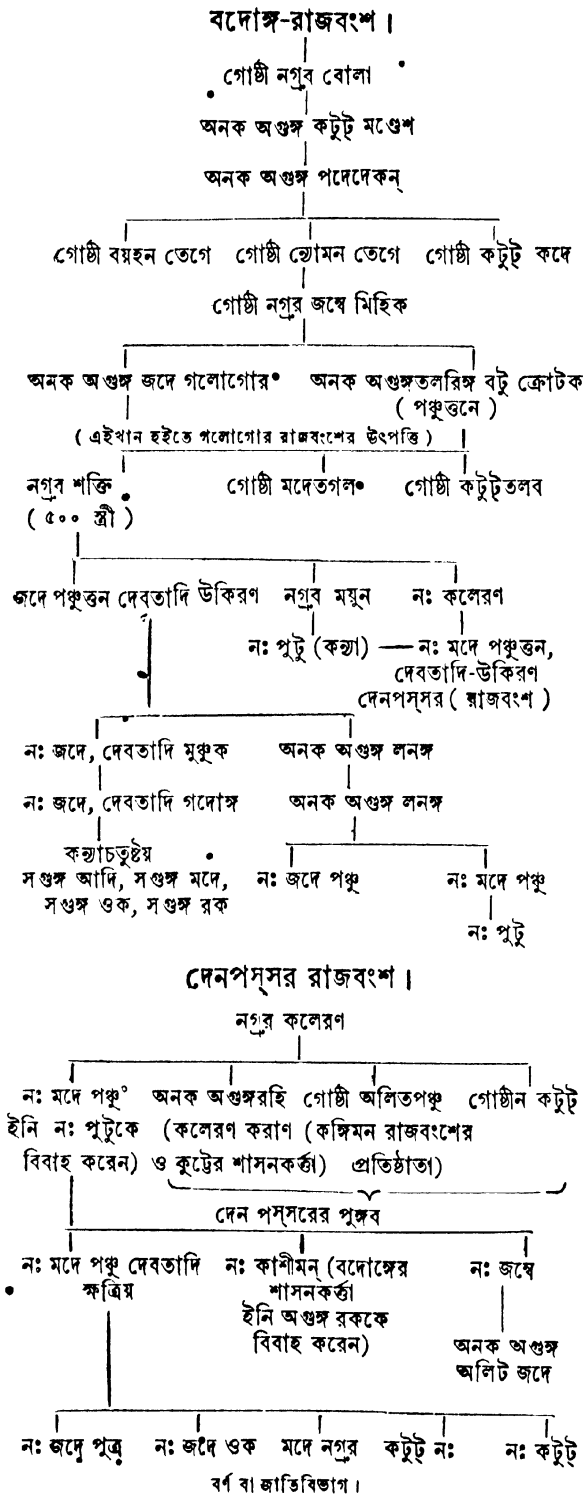 বদোঙ্গ-রাজবংশ।
গোষ্ঠী নগ্রুব বোলা
অনক অগুঙ্গ কটুট্ মণ্ডেশ
অনক অগুঙ্গ পদেদেকন্
গোষ্ঠী বয়হন তেগে গোষ্ঠী ন্যোমন তেগে গোষ্ঠী কটুট্ কদে
গোষ্ঠী নগ্রুর জম্বে মিহিক
অনক অগুঙ্গ জদে গলোগোর অনক অগুঙ্গতলরিঙ্গ বটু ক্রোটক
( পঞ্চুত্তনে )
( এইখান হইতে গলোগোর রাজবংশের উৎপত্তি )
নগ্রুব শক্তি গোষ্ঠী মদেতগল গোষ্ঠী কটুট্‌তলব
( ৫০০ স্ত্রী )
জদে পঞ্চুত্তন দেবতাদি উকিরণ নগ্রুব ময়ুন নঃ কলেরণ
নঃ পুটু (কন্যা) — নঃ মদে পঞ্চুত্তন,
দেবতাদি-উকিরণ
দেনপস্‌সর ( রাজবংশ )
নঃ জদে, দেবতাদি মুঞ্চুক অনক অগুঙ্গ লনঙ্গ
নঃ জদে, দেবতাদি গদোঙ্গ অনক অগুঙ্গ লনঙ্গ
কন্যাচতুষ্টয়
সগুঙ্গ আদি, সগুঙ্গ মদে, নঃ জদে পঞ্চু নঃ মদে পঞ্চু
সগুঙ্গ ওক, সগুঙ্গ রক
নঃ পুটু
দেনপস্‌সর রাজবংশ।
নগ্রুর কলেরণ
নঃ মদে পঞ্চু অনক অগুঙ্গরহি গোষ্ঠী অলিতপঞ্চু গোষ্ঠীন কটুট্
ইনি নঃ পুটুকে (কলেরণ করাণ (কঙ্গিমন রাজবংশের
বিবাহ করেন) ও কুট্টের শাসনকর্ত্তা) প্রতিষ্ঠাতা)
দেন পস্‌সরের পুঙ্গব
নঃ মদে পঞ্চু দেবতাদি নঃ কাশীমন্ (বদোঙ্গের নঃ জম্বে
ক্ষত্রিয় শাসনকর্ত্তা
ইনি অগুঙ্গ রককে
বিবাহ করেন) অনক অগুঙ্গ
অলিট জদে
নঃ জদে পুত্র নঃ জদে ওক মদে নগ্রুর কটুট্ নঃ নঃ কটুট্
বর্ণ বা জাতিবিভাগ।